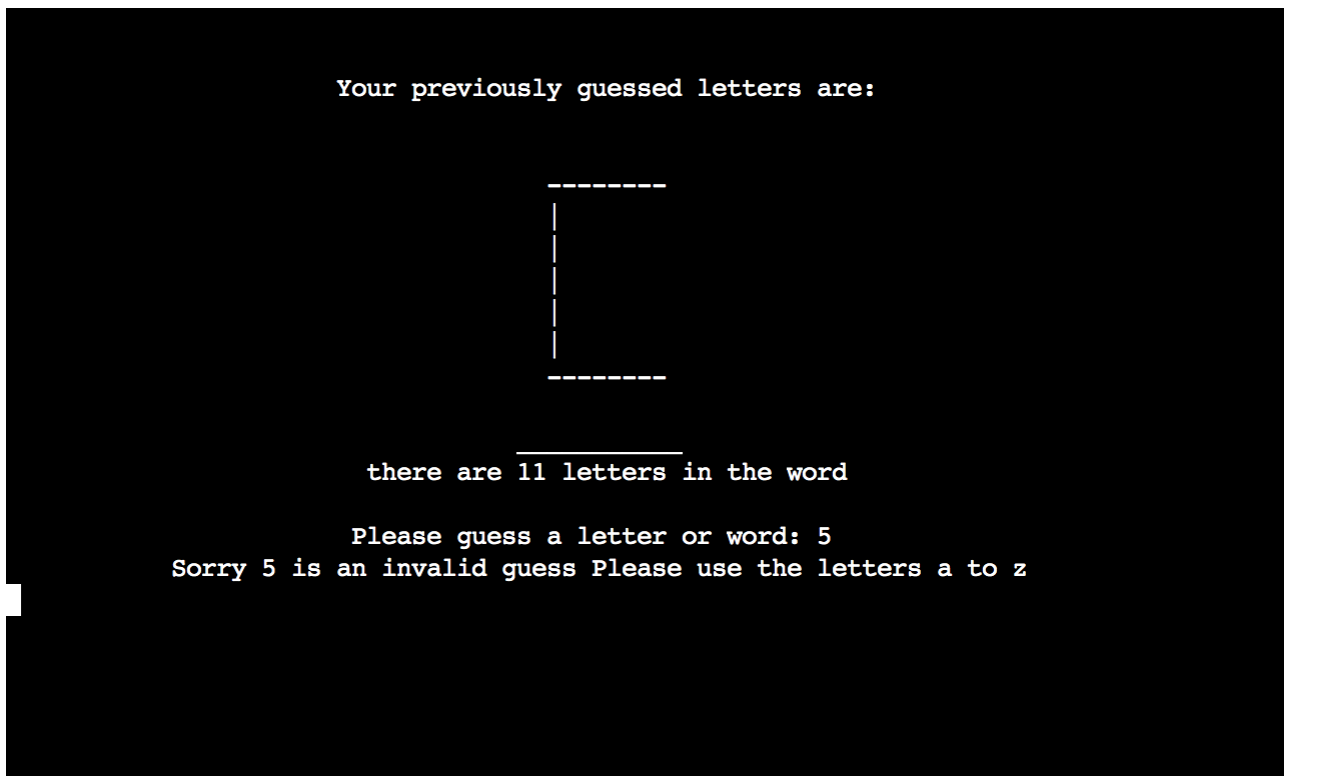 Your previously guessed letters are:
--------
|
|
|
|
|
--------
___________
there are 11 letters in the word
Please guess a letter or word: 5
Sorry 5 is an invalid guess Please use the letters a to z